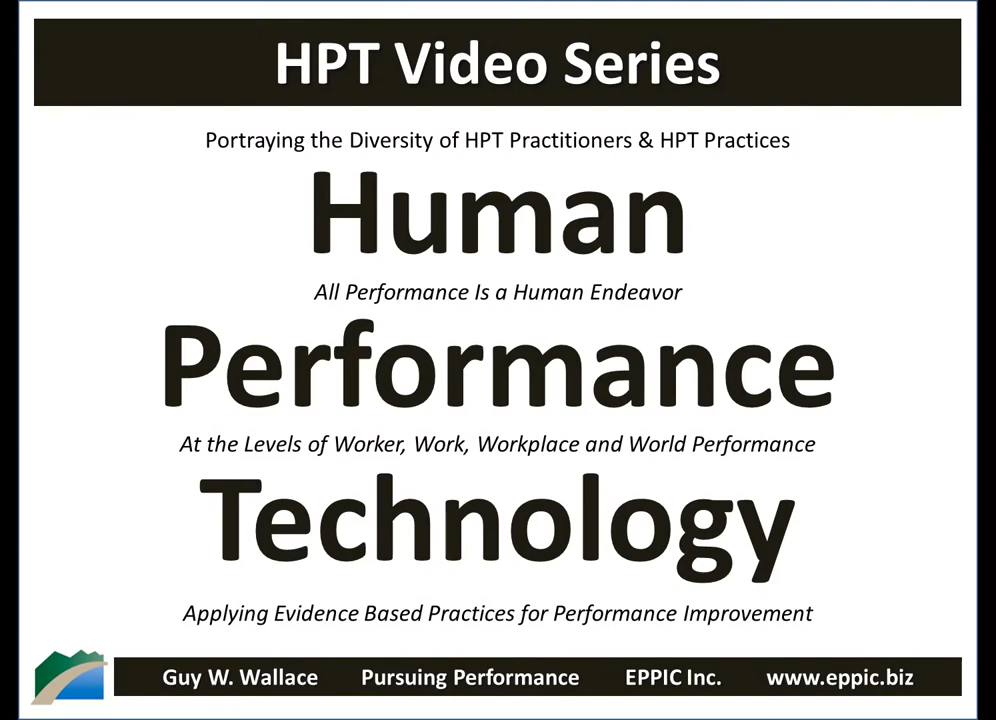 HPT Video Series
Portraying the Diversity of HPT Practitioners & HPT Practices
Human
All Performance Is a Human Endeavor
Performance
At the Levels of Worker, Work, Workplace and World Performance
Technology
Applying Evidence Based Practices for Performance Improvement
Guy W. Wallace Pursuing Performance EPPIC Inc. www.eppic.biz